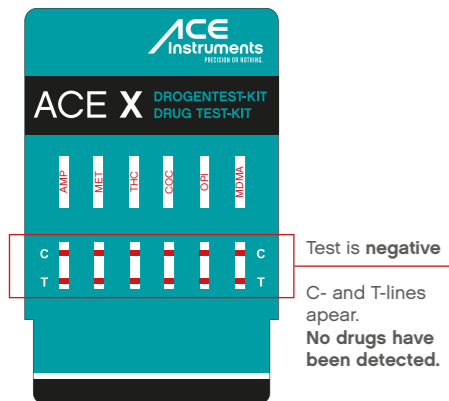 ACE
Instruments
PRECISION OR NOTHING.
ACE X DROGENTEST-KIT
DRUG TEST-KIT
AMP MET THC COC OPI MDMA
C C
T T
Test is negative
C- and T-lines
apear.
No drugs have
been detected.